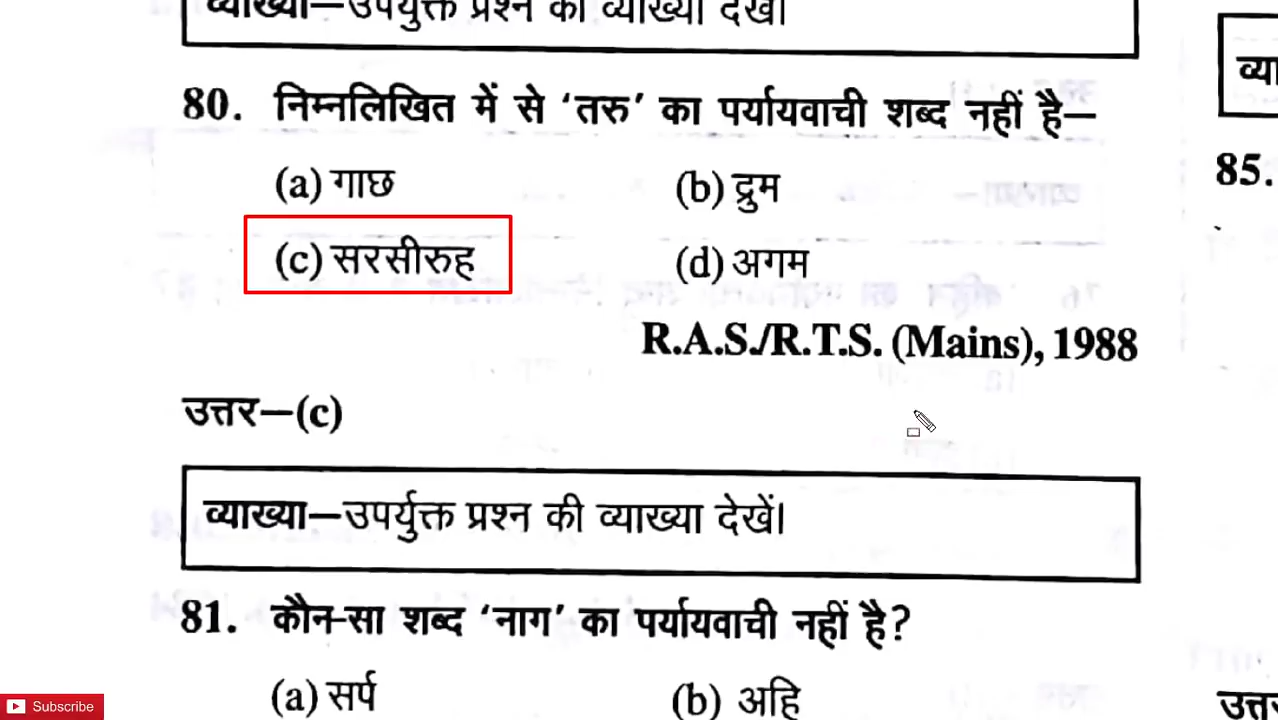 व्याख्या—उपर्युक्त प्रश्न की व्याख्या देखें।
80. निम्नलिखित में से ‘तरु’ का पर्यायवाची शब्द नहीं है—
(a) गाछ (b) द्रुम
(c) सरसीरुह (d) अगम
R.A.S./R.T.S. (Mains), 1988
उत्तर—(c)
व्याख्या—उपर्युक्त प्रश्न की व्याख्या देखें।
81. कौन-सा शब्द ‘नाग’ का पर्यायवाची नहीं है?
(a) सर्प (b) अहि
85.
Subscribe